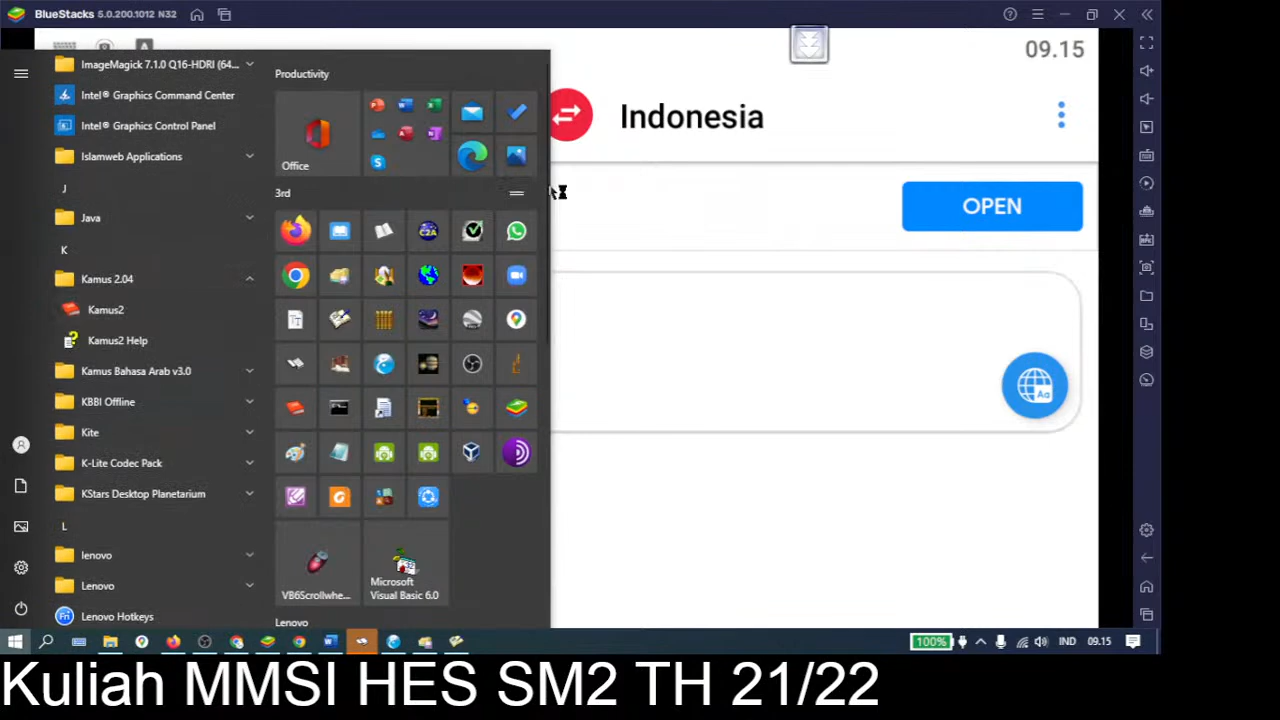 BlueStacks 5.0.200.1012 N32
09.15
Indonesia
OPEN
ImageMagick 7.1.0 Q16-HDRI (64...
Intel® Graphics Command Center
Intel® Graphics Control Panel
Islamweb Applications
J
Java
K
Kamus 2.04
Kamus2
Kamus2 Help
Kamus Bahasa Arab v3.0
KBBI Offline
Kite
K-Lite Codec Pack
KStars Desktop Planetarium
L
lenovo
Lenovo
Lenovo Hotkeys
Productivity
Office
3rd
VB6Scrollwhe...
Microsoft
Visual Basic 6.0
Lenovo
100%
IND
09.15
Kuliah MMSI HES SM2 TH 21/22